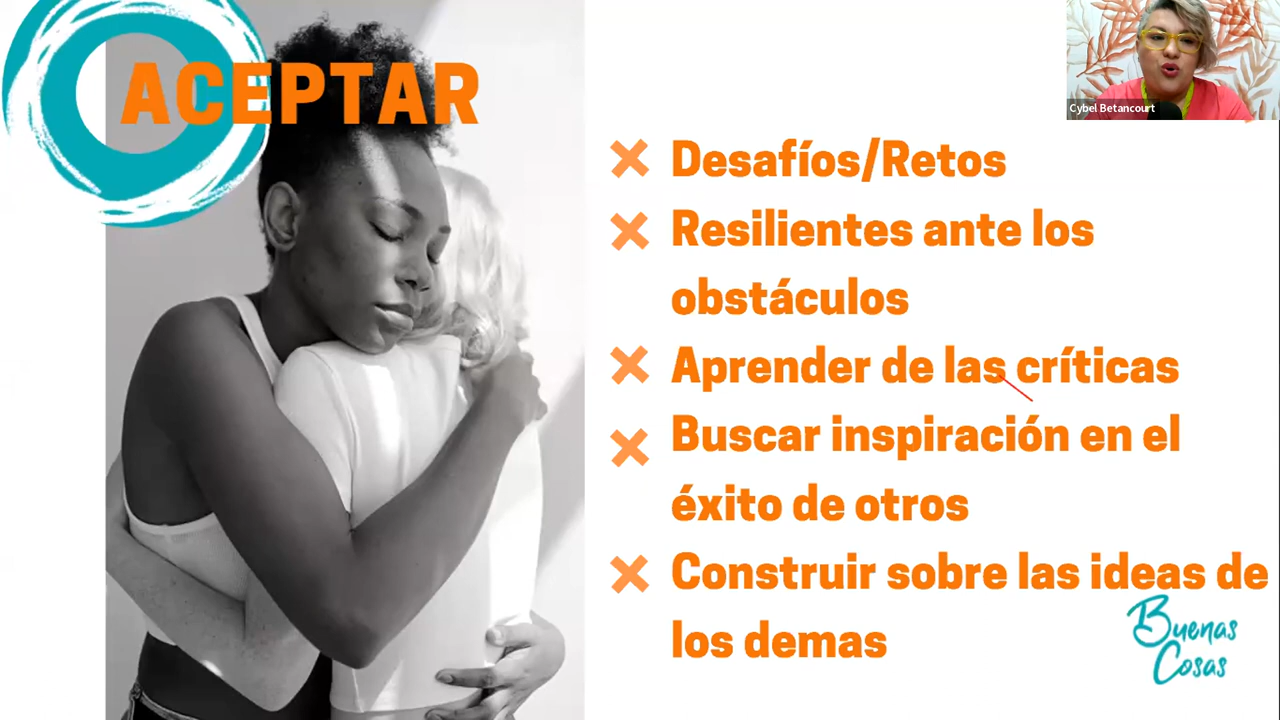 ACEPTAR
Cybel Betancourt
Desafíos/Retos
Resilientes ante los
obstáculos
Aprender de las críticas
Buscar inspiración en el
éxito de otros
Construir sobre las ideas de
los demas
Buenas
Cosas